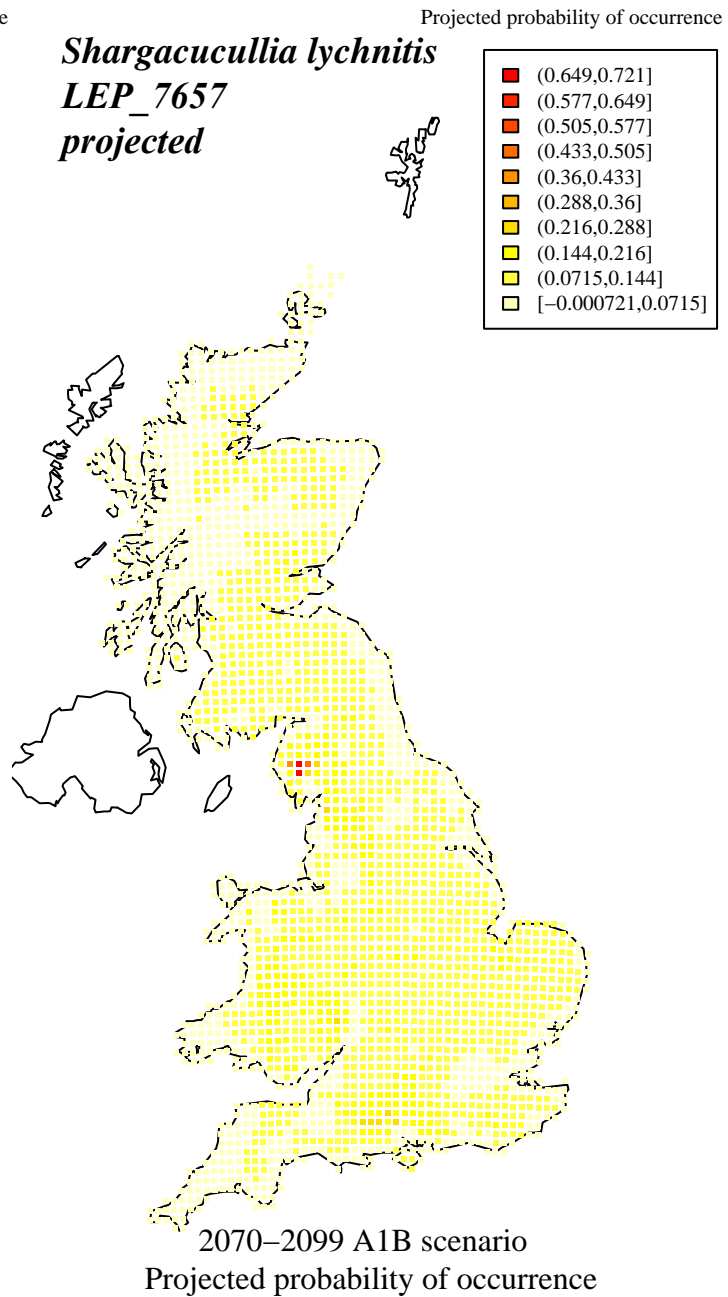 e
Projected probability of occurrence
Shargacucullia lychnitis
LEP_7657
projected
(0.649,0.721]
(0.577,0.649]
(0.505,0.577]
(0.433,0.505]
(0.36,0.433]
(0.288,0.36]
(0.216,0.288]
(0.144,0.216]
(0.0715,0.144]
[−0.000721,0.0715]
2070−2099 A1B scenario
Projected probability of occurrence